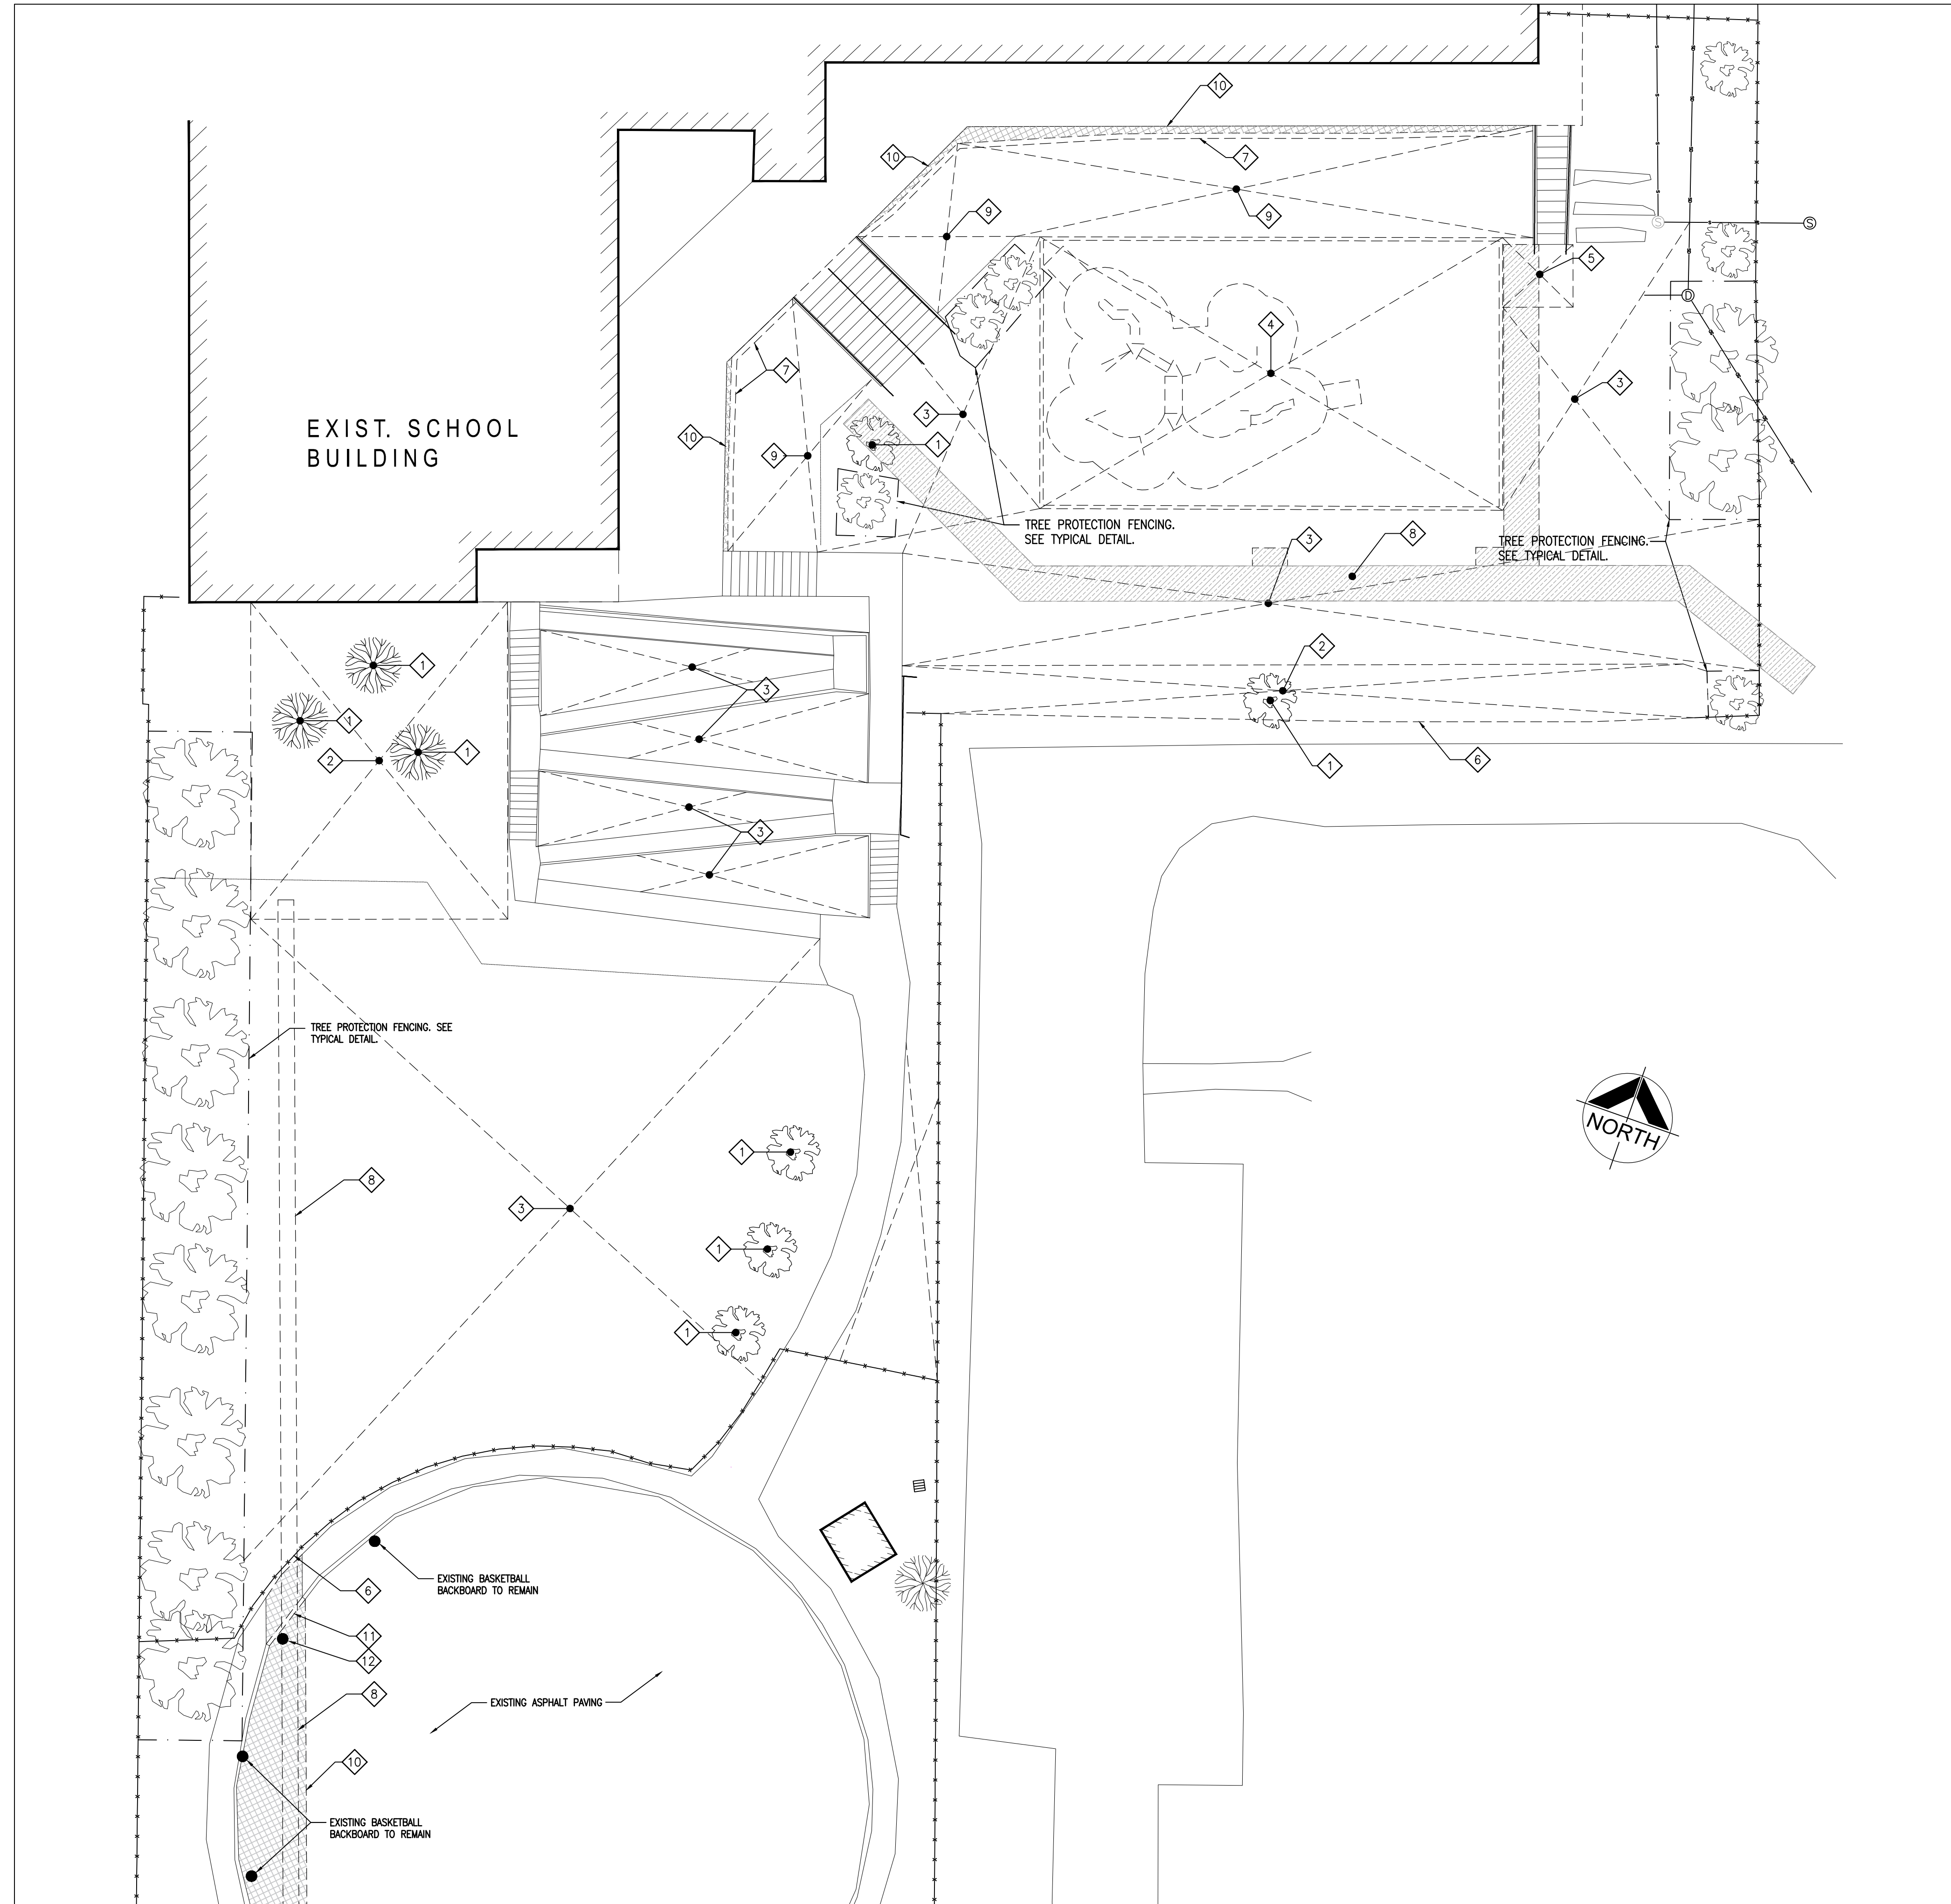 10
10
7
9
9
S
S
5
D
4
7
3
3
EXIST. SCHOOL
BUILDING
10
1
9
TREE PROTECTION FENCING.
SEE TYPICAL DETAIL.
3
8
TREE PROTECTION FENCING.
SEE TYPICAL DETAIL.
2
1
3
1
2
1
6
1
3
TREE PROTECTION FENCING. SEE
TYPICAL DETAIL.
NORTH
1
8
3
1
1
EXISTING BASKETBALL
BACKBOARD TO REMAIN
6
11
12
8
EXISTING ASPHALT PAVING
10
EXISTING BASKETBALL
BACKBOARD TO REMAIN